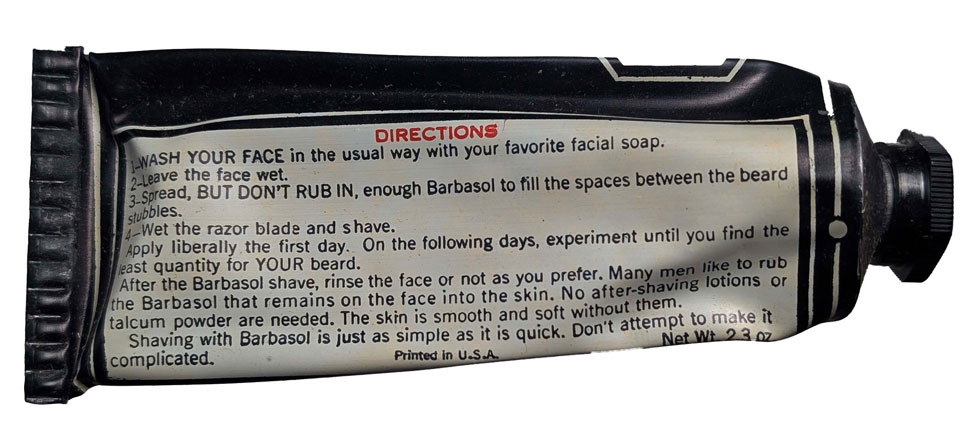 DIRECTIONS
1-WASH YOUR FACE in the usual way with your favorite facial soap.
2-Leave the face wet.
3-Spread, BUT DON'T RUB IN, enough Barbasol to fill the spaces between the beard
stubbles.
4-Wet the razor blade and shave.
Apply liberally the first day. On the following days, experiment until you find the
least quantity for YOUR beard.
After the Barbasol shave, rinse the face or not as you prefer. Many men like to rub
the Barbasol that remains on the face into the skin. No after-shaving lotions or
talcum powder are needed. The skin is smooth and soft without them.
Shaving with Barbasol is just as simple as it is quick. Don't attempt to make it
complicated.
Printed in U.S.A.
Net Wt. 2.3 oz.